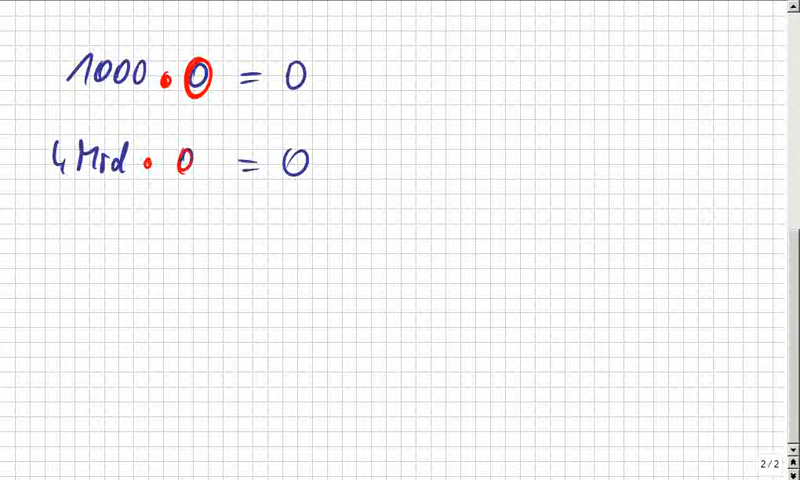 1000 · 0 = 0
4 Mrd · 0 = 0
2/2